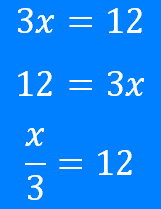 3x = 12
12 = 3x
x/3 = 12